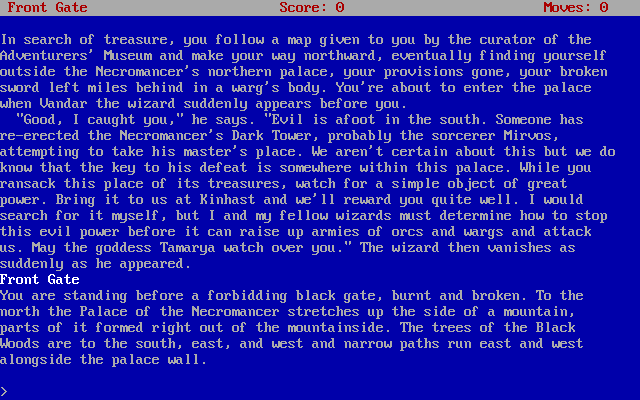 Front Gate Score: 0 Moves: 0
In search of treasure, you follow a map given to you by the curator of the
Adventurers' Museum and make your way northward, eventually finding yourself
outside the Necromancer's northern palace, your provisions gone, your broken
sword left miles behind in a warg's body. You're about to enter the palace
when Vandar the wizard suddenly appears before you.
"Good, I caught you," he says. "Evil is afoot in the south. Someone has
re-erected the Necromancer's Dark Tower, probably the sorcerer Mirvos,
attempting to take his master's place. We aren't certain about this but we do
know that the key to his defeat is somewhere within this palace. While you
ransack this place of its treasures, watch for a simple object of great
power. Bring it to us at Kinhast and we'll reward you quite well. I would
search for it myself, but I and my fellow wizards must determine how to stop
this evil power before it can raise up armies of orcs and wargs and attack
us. May the goddess Tamarya watch over you." The wizard then vanishes as
suddenly as he appeared.
Front Gate
You are standing before a forbidding black gate, burnt and broken. To the
north the Palace of the Necromancer stretches up the side of a mountain,
parts of it formed right out of the mountainside. The trees of the Black
Woods are to the south, east, and west and narrow paths run east and west
alongside the palace wall.
>